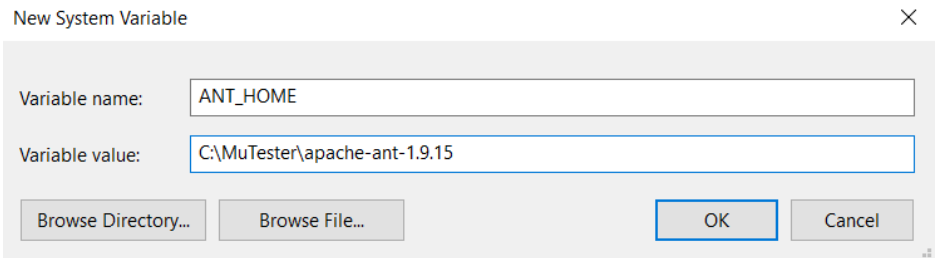 New System Variable
Variable name: ANT_HOME
Variable value: C:\MuTester\apache-ant-1.9.15
Browse Directory... Browse File... OK Cancel